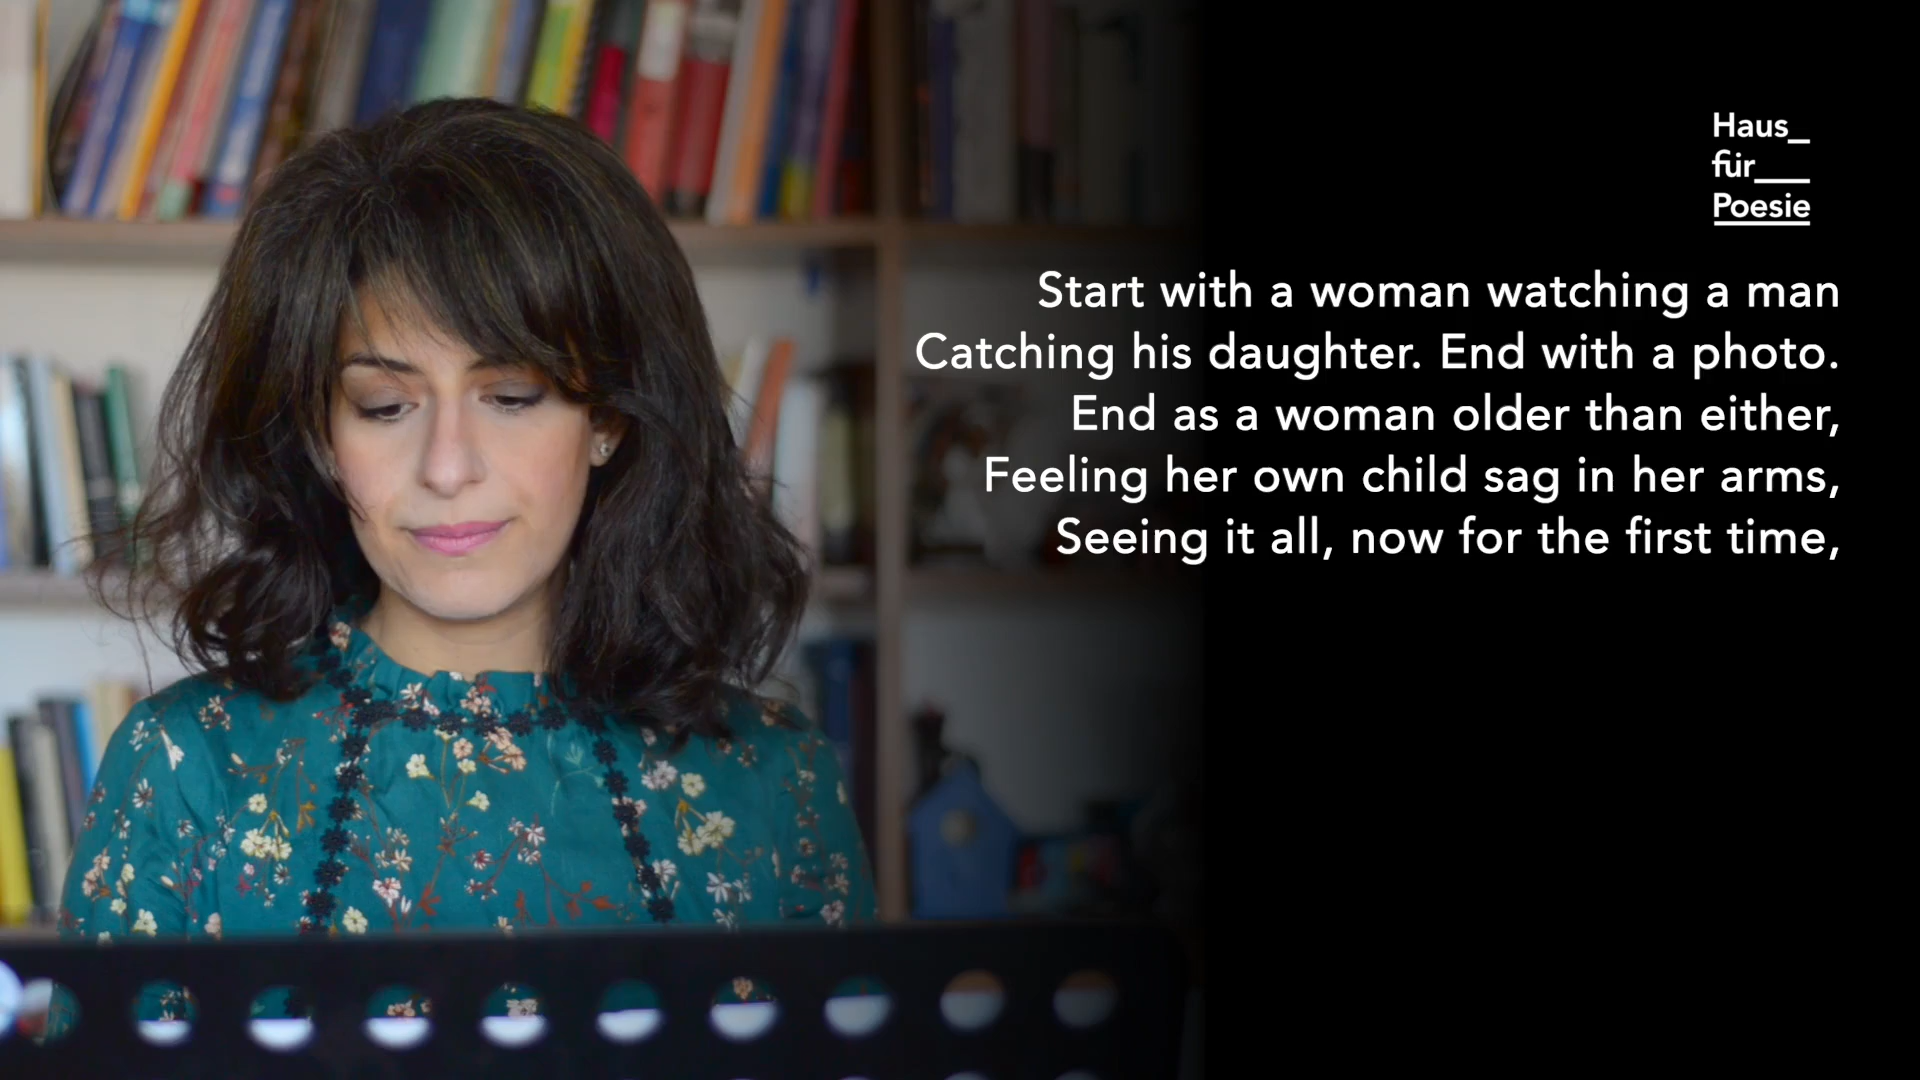 Haus_
für___
Poesie
Start with a woman watching a man
Catching his daughter. End with a photo.
End as a woman older than either,
Feeling her own child sag in her arms,
Seeing it all, now for the first time,